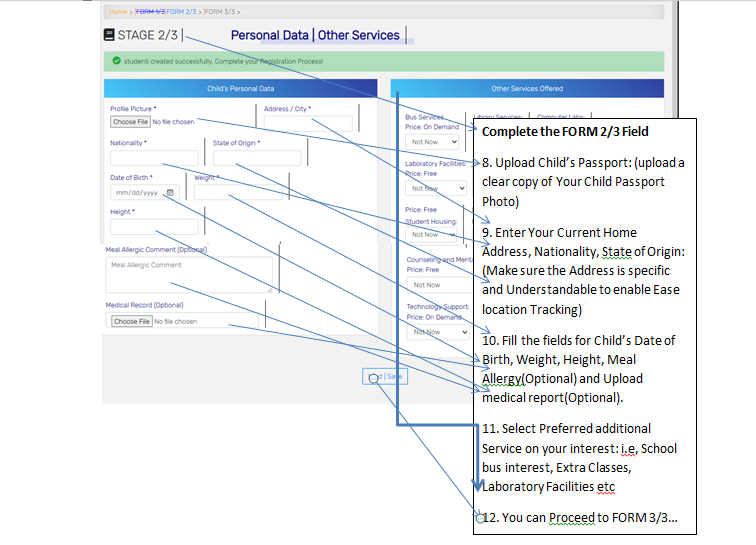 Home > |FORM 1/3|FORM 2/3 > |FORM 3/3 >
STAGE 2/3|
Personal Data | Other Services
student1 created successfully. Complete your Registration Process!
Child's Personal Data
Profile Picture *
Address / City *
Choose File No file chosen
Nationality *
State of Origin *
Date of Birth *
Weight *
mm/dd/yyyy
Height *
Meal Allergic Comment (Optional)
Meal Allergic Comment
Medical Record (Optional)
Choose File No file chosen
Other Services Offered
Bus Services
Library Services:
Computer Labs:
Price: On Demand
Not Now
Laboratory Facilities:
Price: Free
Not Now
Price: Free
Student Housing:
Not Now
Counseling and
Price: Free
Not Now
Technology Support:
Price: On Demand
Not Now
| Save
Complete the FORM 2/3 Field
8. Upload Child's Passport: (upload a
clear copy of Your Child Passport
Photo)
9. Enter Your Current Home
Address, Nationality, State of Origin:
(Make sure the Address is specific
and Understandable to enable Ease
location Tracking)
10. Fill the fields for Child's Date of
Birth, Weight, Height, Meal
Allergy(Optional) and Upload
medical report(Optional).
11. Select Preferred additional
Service on your interest: i.e, School
bus interest, Extra Classes,
Laboratory Facilities etc
12. You can Proceed to FORM 3/3...